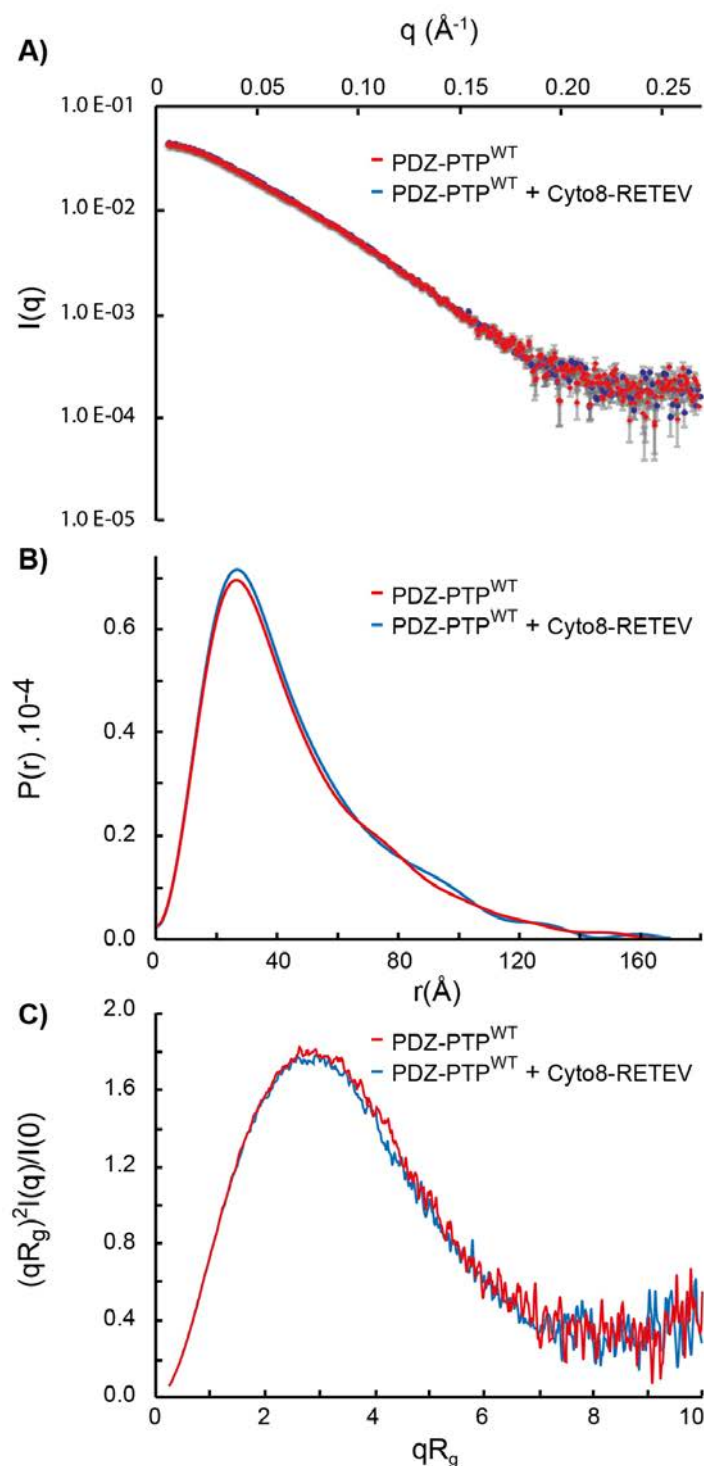 A)
q (Å-1)
0 0.05 0.10 0.15 0.20 0.25
1.0 E-01
1.0 E-02
1.0 E-03
1.0 E-04
1.0 E-05
I(q)
PDZ-PTPWT
PDZ-PTPWT + Cyto8-RETEV
B)
0.6
0.4
0.2
0.0
P(r) .10-4
PDZ-PTPWT
PDZ-PTPWT + Cyto8-RETEV
0 40 80 120 160
r(Å)
C)
2.0
1.6
1.2
0.8
0.4
0.0
(qRg)2I(q)/I(0)
PDZ-PTPWT
PDZ-PTPWT + Cyto8-RETEV
0 2 4 6 8 10
qRg